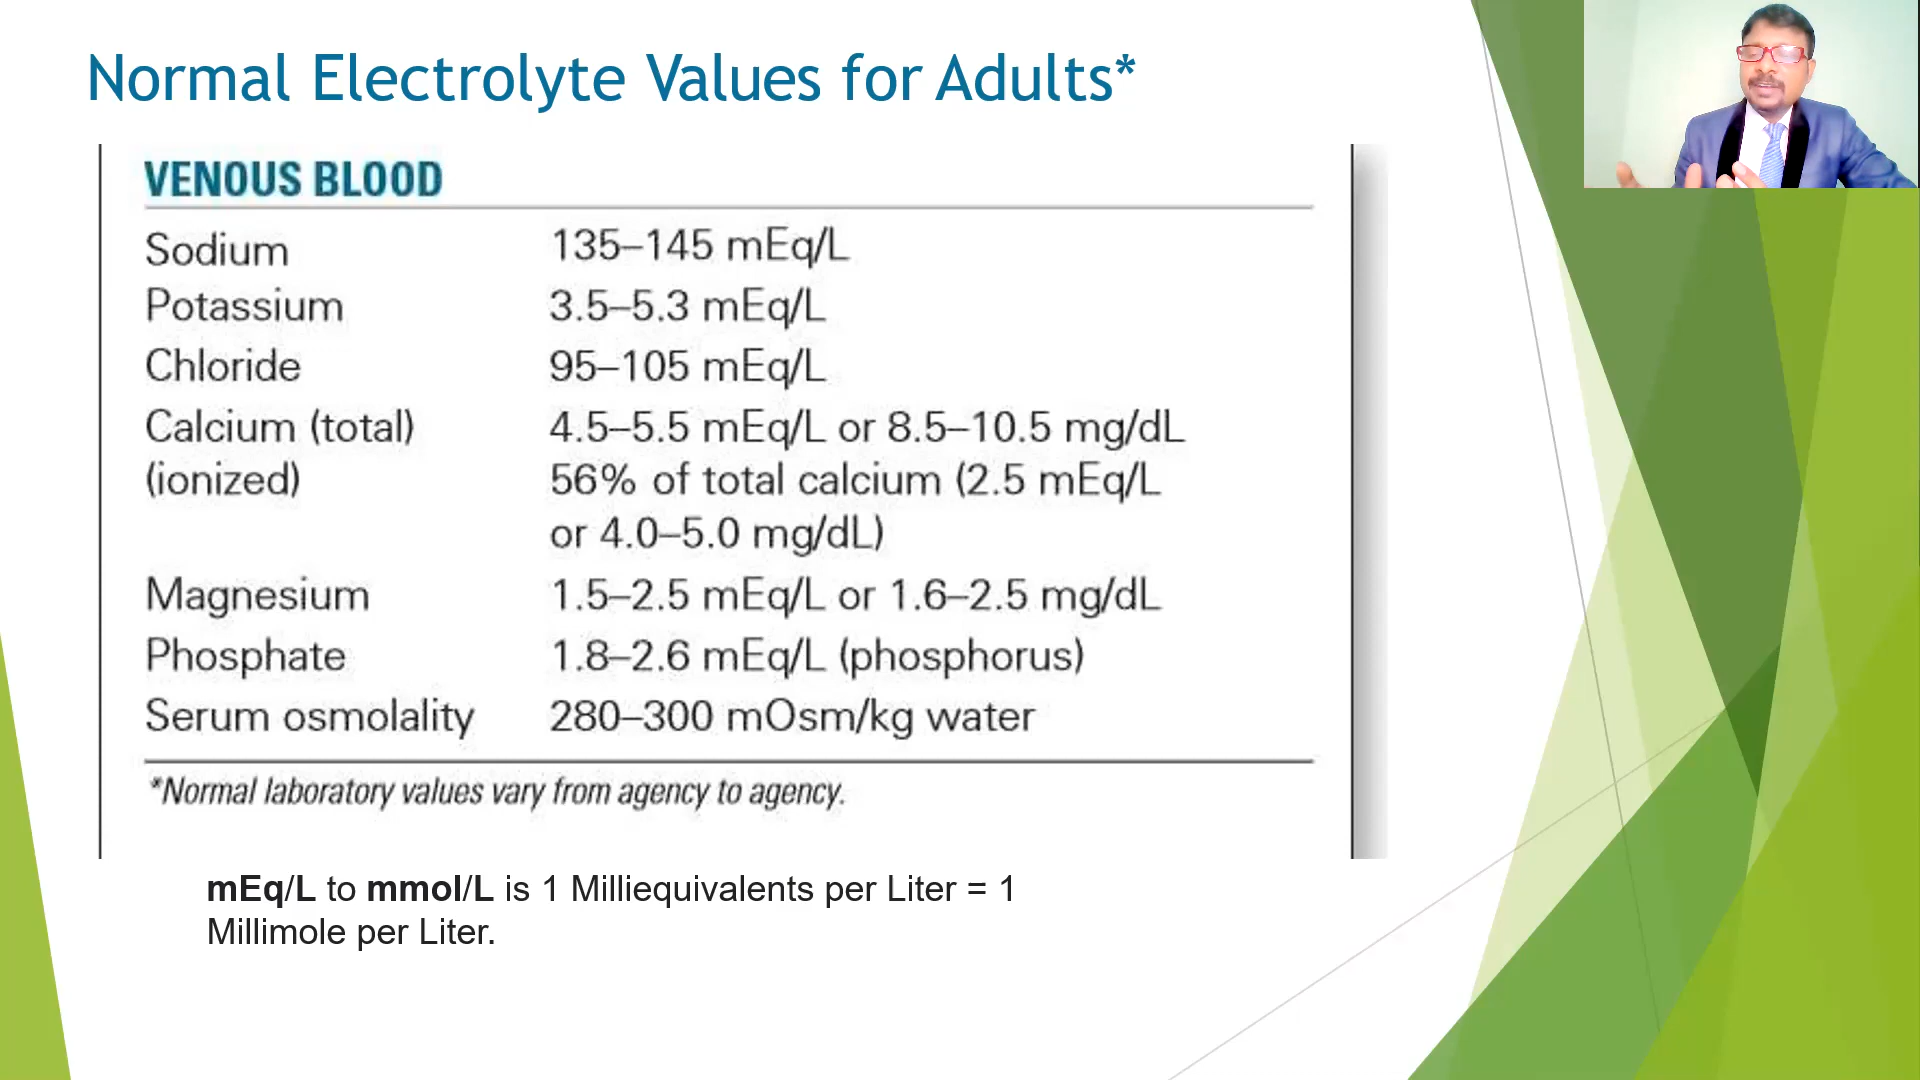 Normal Electrolyte Values for Adults*
VENOUS BLOOD
Sodium 135–145 mEq/L
Potassium 3.5–5.3 mEq/L
Chloride 95–105 mEq/L
Calcium (total) 4.5–5.5 mEq/L or 8.5–10.5 mg/dL
(ionized) 56% of total calcium (2.5 mEq/L
or 4.0–5.0 mg/dL)
Magnesium 1.5–2.5 mEq/L or 1.6–2.5 mg/dL
Phosphate 1.8–2.6 mEq/L (phosphorus)
Serum osmolality 280–300 mOsm/kg water
*Normal laboratory values vary from agency to agency.
mEq/L to mmol/L is 1 Milliequivalents per Liter = 1
Millimole per Liter.